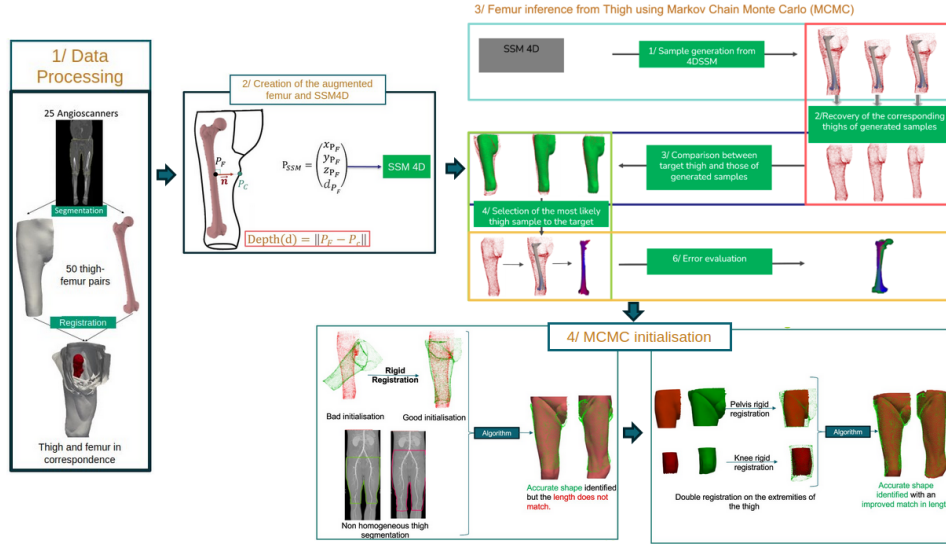 3/ Femur inference from Thigh using Markov Chain Monte Carlo (MCMC)
1/ Data
Processing
25 Angioscanners
Segmentation
50 thigh-
femur pairs
Registration
Thigh and femur in
correspondence
2/ Creation of the augmented
femur and SSM4D
P_F
n⃗
P_C
P_SSM = (x_PF y_PF z_PF d_PF)
SSM 4D
Depth(d) = ‖P_F − P_c‖
SSM 4D
1/ Sample generation from
4DSSM
2/Recovery of the corresponding
thighs of generated samples
3/ Comparison between
target thigh and those of
generated samples
4/ Selection of the most likely
thigh sample to the target
6/ Error evaluation
4/ MCMC initialisation
Rigid
Registration
Bad initialisation
Good initialisation
Non homogeneous thigh
segmentation
Algorithm
Accurate shape identified
but the length does not
match.
Pelvis rigid
registration
Knee rigid
registration
Double registration on the extremities of
the thigh
Algorithm
Accurate shape
identified with an
improved match in length